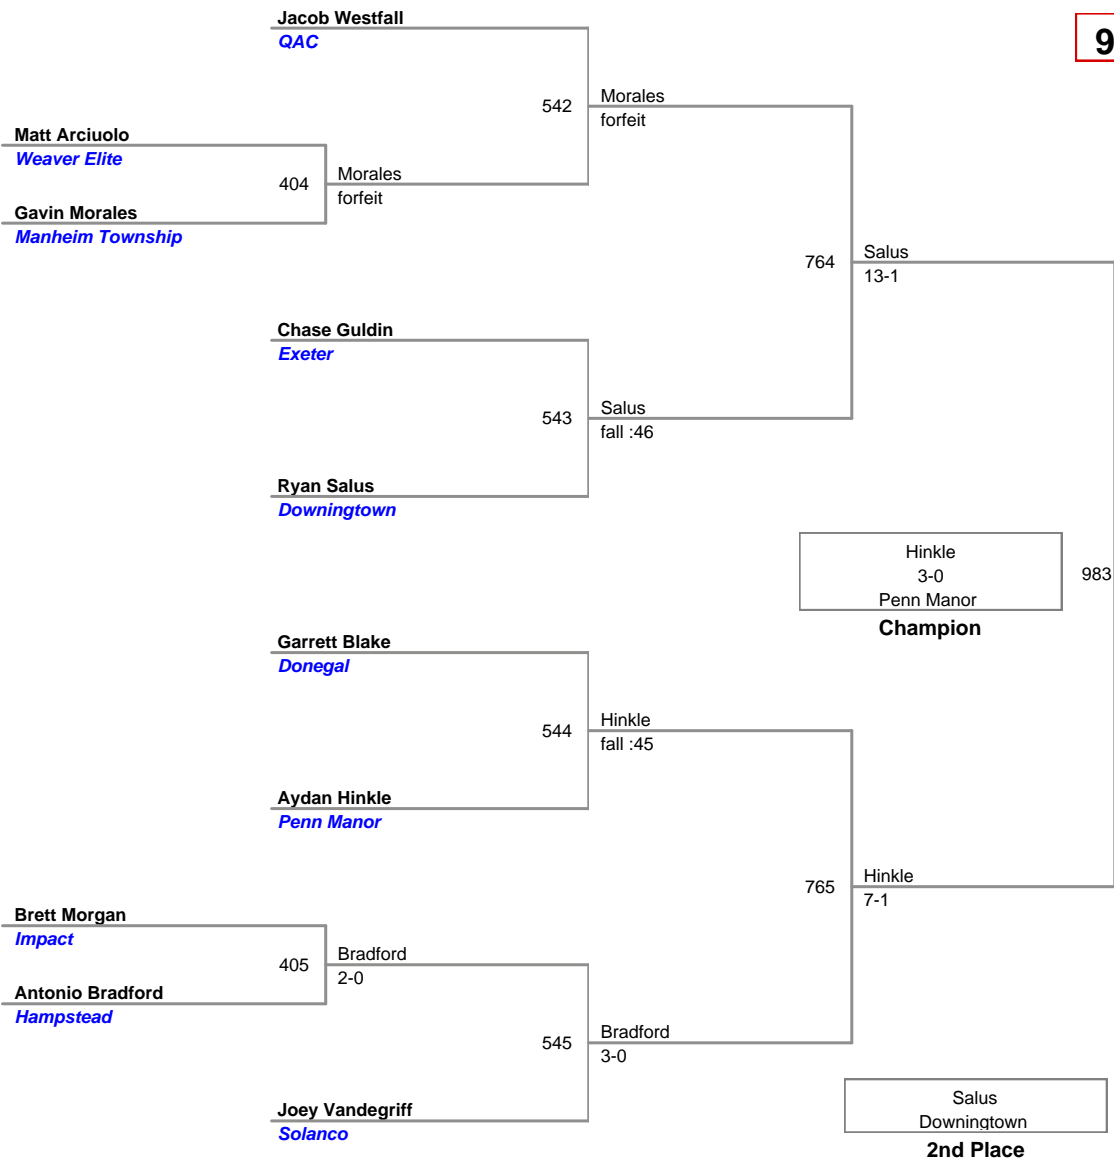 Jacob Westfall
QAC
9
542
Morales
forfeit
Matt Arciuolo
Weaver Elite
404
Morales
forfeit
Gavin Morales
Manheim Township
764
Salus
13-1
Chase Guldin
Exeter
543
Salus
fall :46
Ryan Salus
Downingtown
Hinkle
3-0
Penn Manor
983
Champion
Garrett Blake
Donegal
544
Hinkle
fall :45
Aydan Hinkle
Penn Manor
765
Hinkle
7-1
Brett Morgan
Impact
405
Bradford
2-0
Antonio Bradford
Hampstead
545
Bradford
3-0
Joey Vandegriff
Solanco
Salus
Downingtown
2nd Place